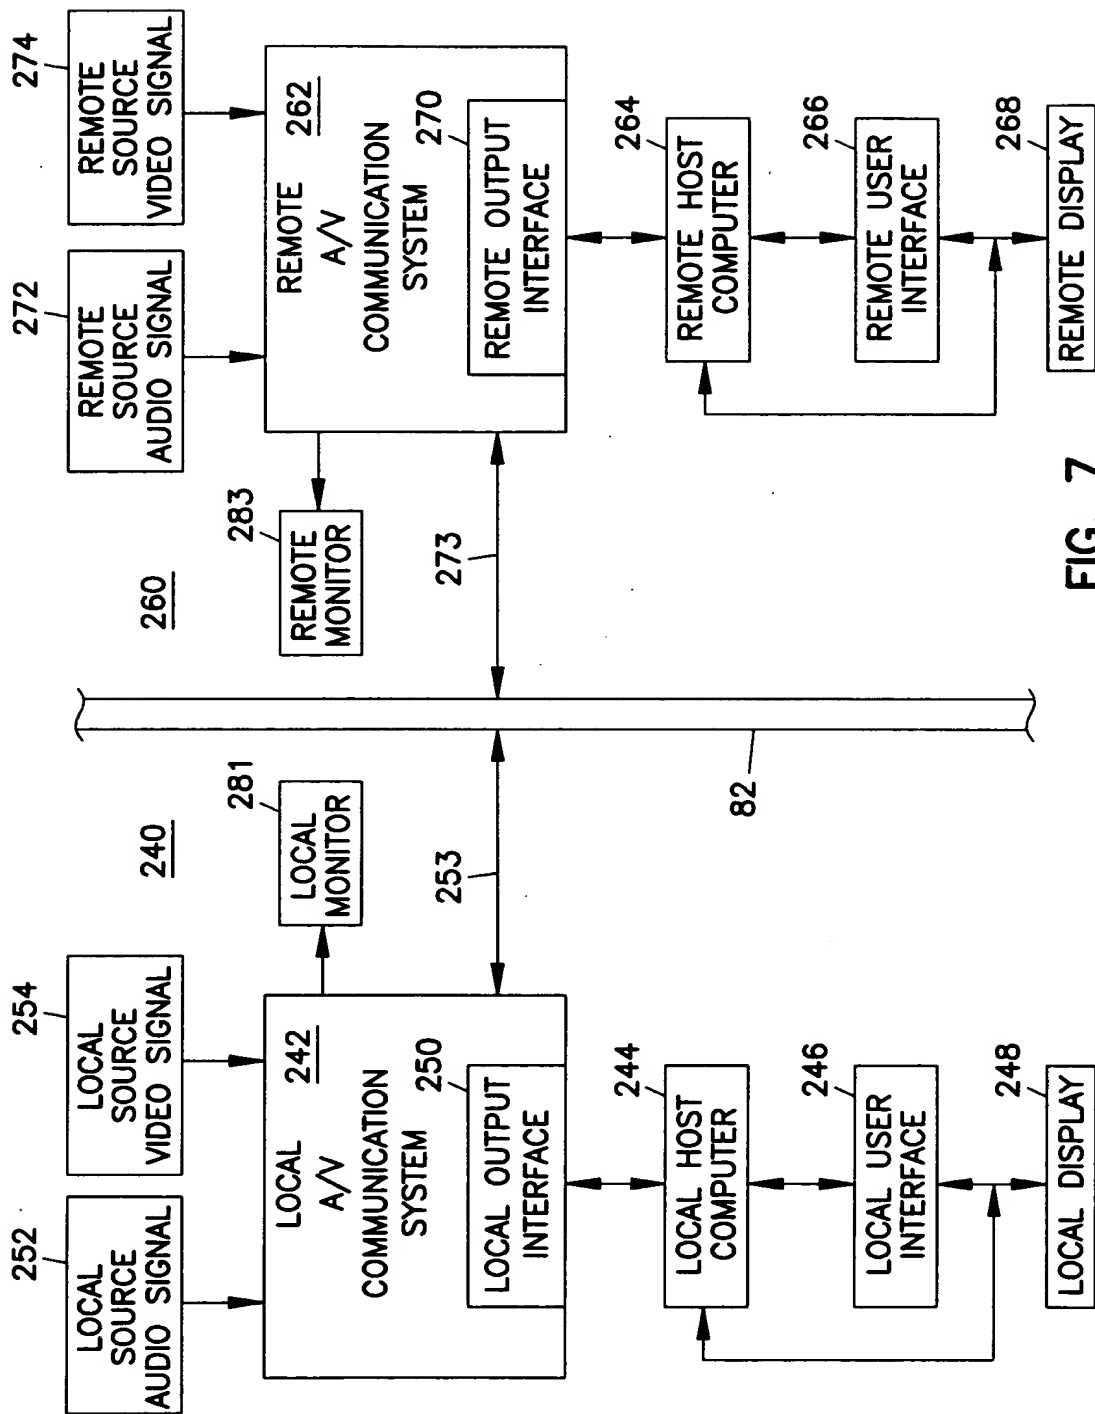 252
LOCAL
SOURCE
AUDIO SIGNAL
254
LOCAL
SOURCE
VIDEO SIGNAL
240
260
272
REMOTE
SOURCE
AUDIO SIGNAL
274
REMOTE
SOURCE
VIDEO SIGNAL
LOCAL
242
A/V
COMMUNICATION
SYSTEM
250
LOCAL OUTPUT
INTERFACE
281
LOCAL
MONITOR
253
283
REMOTE
MONITOR
273
REMOTE
262
A/V
COMMUNICATION
SYSTEM
270
REMOTE OUTPUT
INTERFACE
244
LOCAL HOST
COMPUTER
82
264
REMOTE HOST
COMPUTER
246
LOCAL USER
INTERFACE
266
REMOTE USER
INTERFACE
248
LOCAL DISPLAY
268
REMOTE DISPLAY
FIG. 7